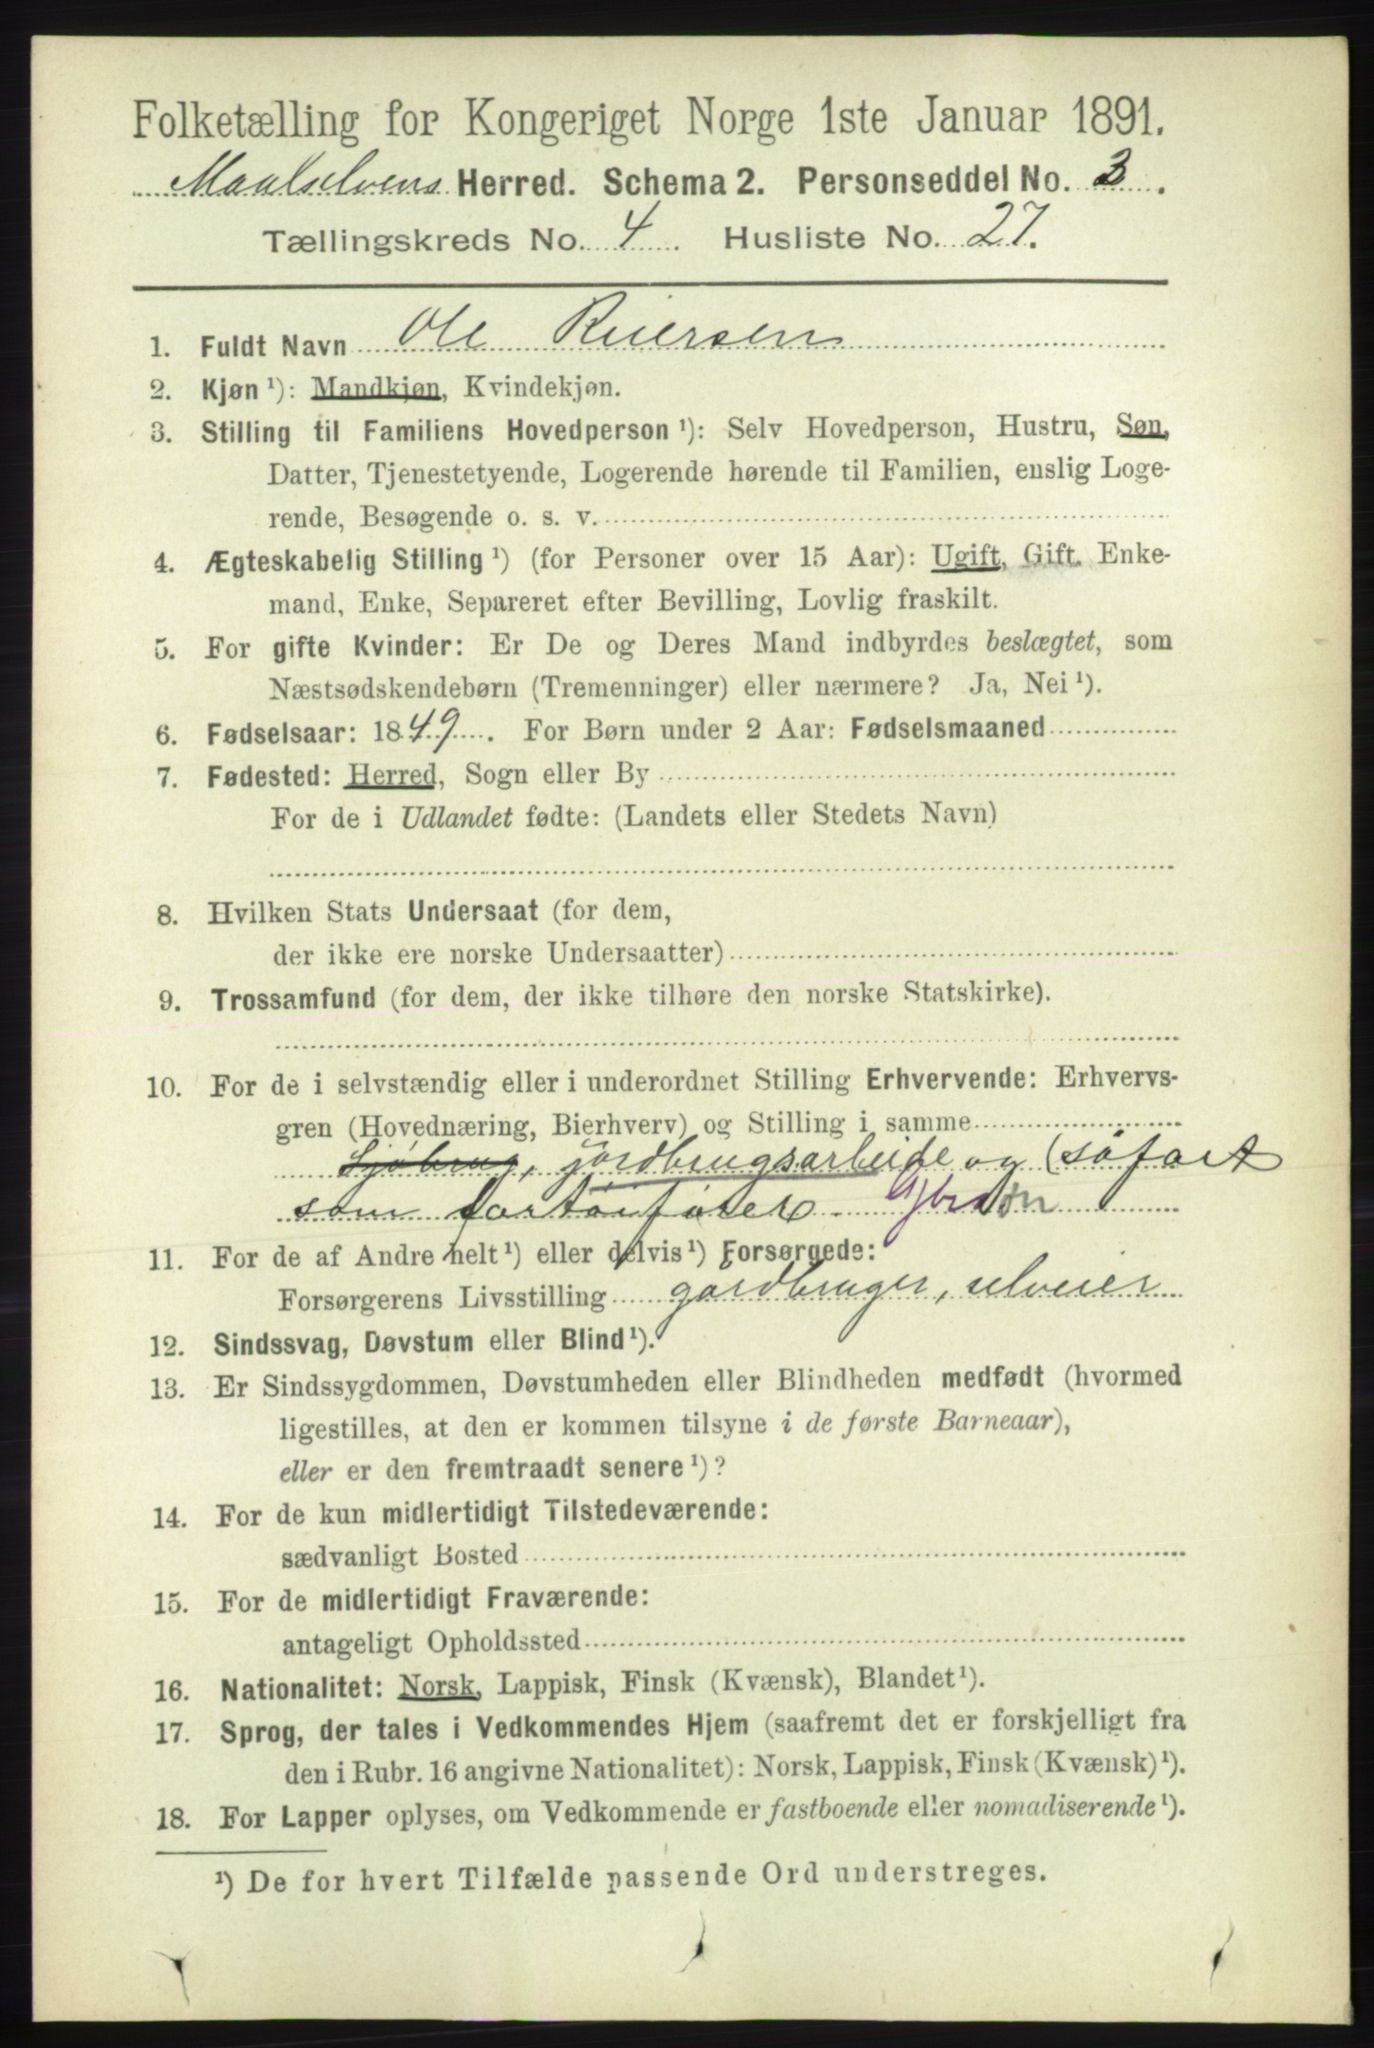 Folketælling for Kongeriget Norge 1ste Januar 1891.
Maalselvens Herred. Schema 2. Personseddel No. 3.
Tællingskreds No. 4. Husliste No. 27.
1. Fuldt Navn Ole Reiersen
2. Kjøn ¹): Mandkjøn, Kvindekjøn.
3. Stilling til Familiens Hovedperson ¹): Selv Hovedperson, Hustru, Søn,
Datter, Tjenestetyende, Logerende hørende til Familien, enslig Loge-
rende, Besøgende o. s. v.
4. Ægteskabelig Stilling ¹) (for Personer over 15 Aar): Ugift, Gift, Enke-
mand, Enke, Separeret efter Bevilling, Lovlig fraskilt.
5. For gifte Kvinder: Er De og Deres Mand indbyrdes beslægtet, som
Næstsødskendebørn (Tremenninger) eller nærmere? Ja, Nei ¹).
6. Fødselsaar: 1849. For Børn under 2 Aar: Fødselsmaaned
7. Fødested: Herred, Sogn eller By
For de i Udlandet fødte: (Landets eller Stedets Navn)
8. Hvilken Stats Undersaat (for dem,
der ikke ere norske Undersaatter)
9. Trossamfund (for dem, der ikke tilhøre den norske Statskirke).
10. For de i selvstændig eller i underordnet Stilling Erhvervende: Erhvervs-
gren (Hovednæring, Bierhverv) og Stilling i samme
Sjøbrug, jordbrugsarbeide og (søfart
som fartøifører. Gbr søn
11. For de af Andre helt ¹) eller delvis ¹) Forsørgede:
Forsørgerens Livsstilling gårdbruger, selveier
12. Sindssvag, Døvstum eller Blind ¹).
13. Er Sindssygdommen, Døvstumheden eller Blindheden medfødt (hvormed
ligestilles, at den er kommen tilsyne i de første Barneaar),
eller er den fremtraadt senere ¹)?
14. For de kun midlertidigt Tilstedeværende:
sædvanligt Bosted
15. For de midlertidigt Fraværende:
antageligt Opholdssted
16. Nationalitet: Norsk, Lappisk, Finsk (Kvænsk), Blandet ¹).
17. Sprog, der tales i Vedkommendes Hjem (saafremt det er forskjelligt fra
den i Rubr. 16 angivne Nationalitet): Norsk, Lappisk, Finsk (Kvænsk) ¹).
18. For Lapper oplyses, om Vedkommende er fastboende eller nomadiserende ¹).
¹) De for hvert Tilfælde passende Ord understreges.